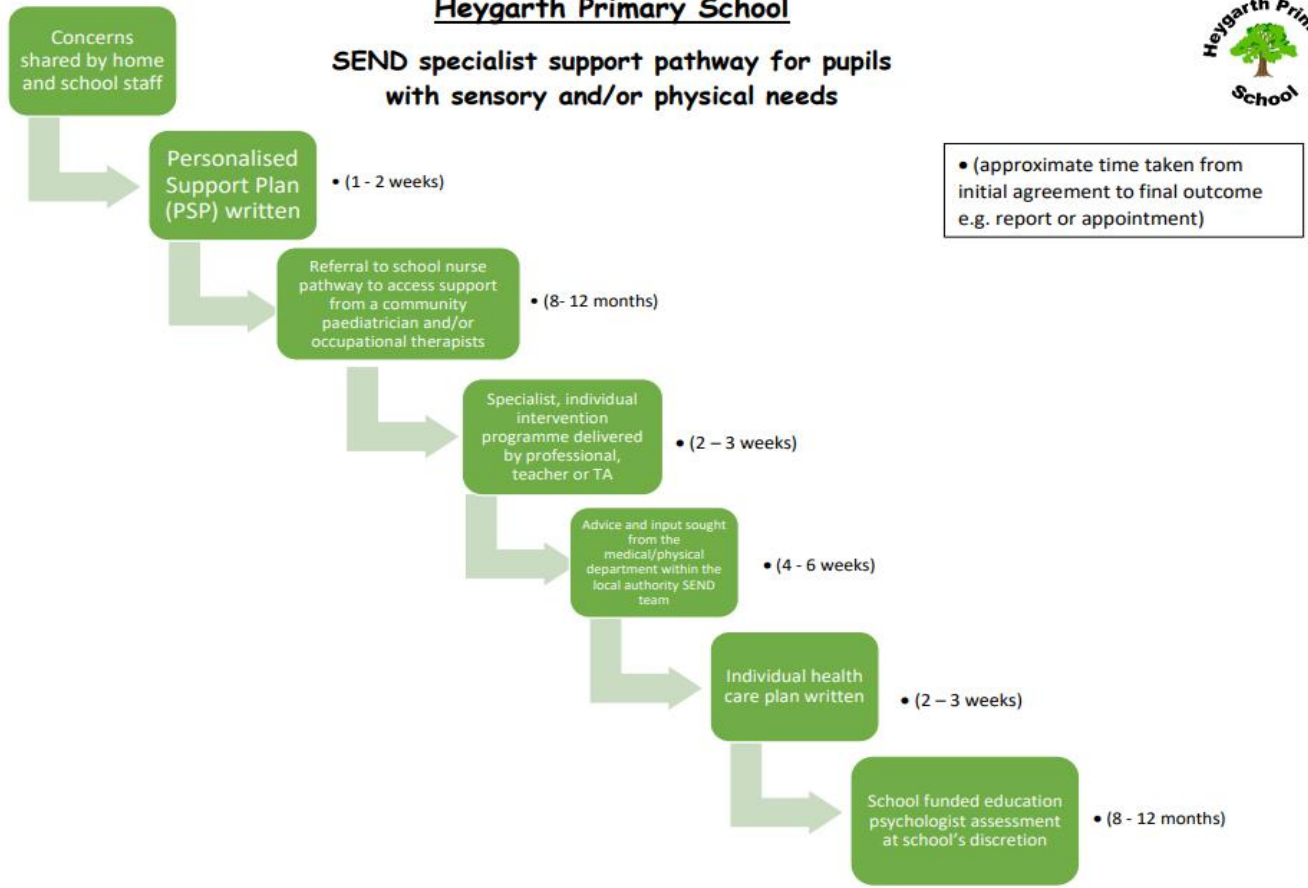 Heygarth Primary School
SEND specialist support pathway for pupils
with sensory and/or physical needs
Heygarth
School
Concerns
shared by home
and school staff
Personalised
Support Plan
(PSP) written
• (1 - 2 weeks)
• (approximate time taken from
initial agreement to final outcome
e.g. report or appointment)
Referral to school nurse
pathway to access support
from a community
paediatrician and/or
occupational therapists
• (8- 12 months)
Specialist, individual
intervention
programme delivered
by professional,
teacher or TA
• (2 – 3 weeks)
Advice and input sought
from the
medical/physical
department within the
local authority SEND
team
• (4 - 6 weeks)
Individual health
care plan written
• (2 – 3 weeks)
School funded education
psychologist assessment
at school's discretion
• (8 - 12 months)